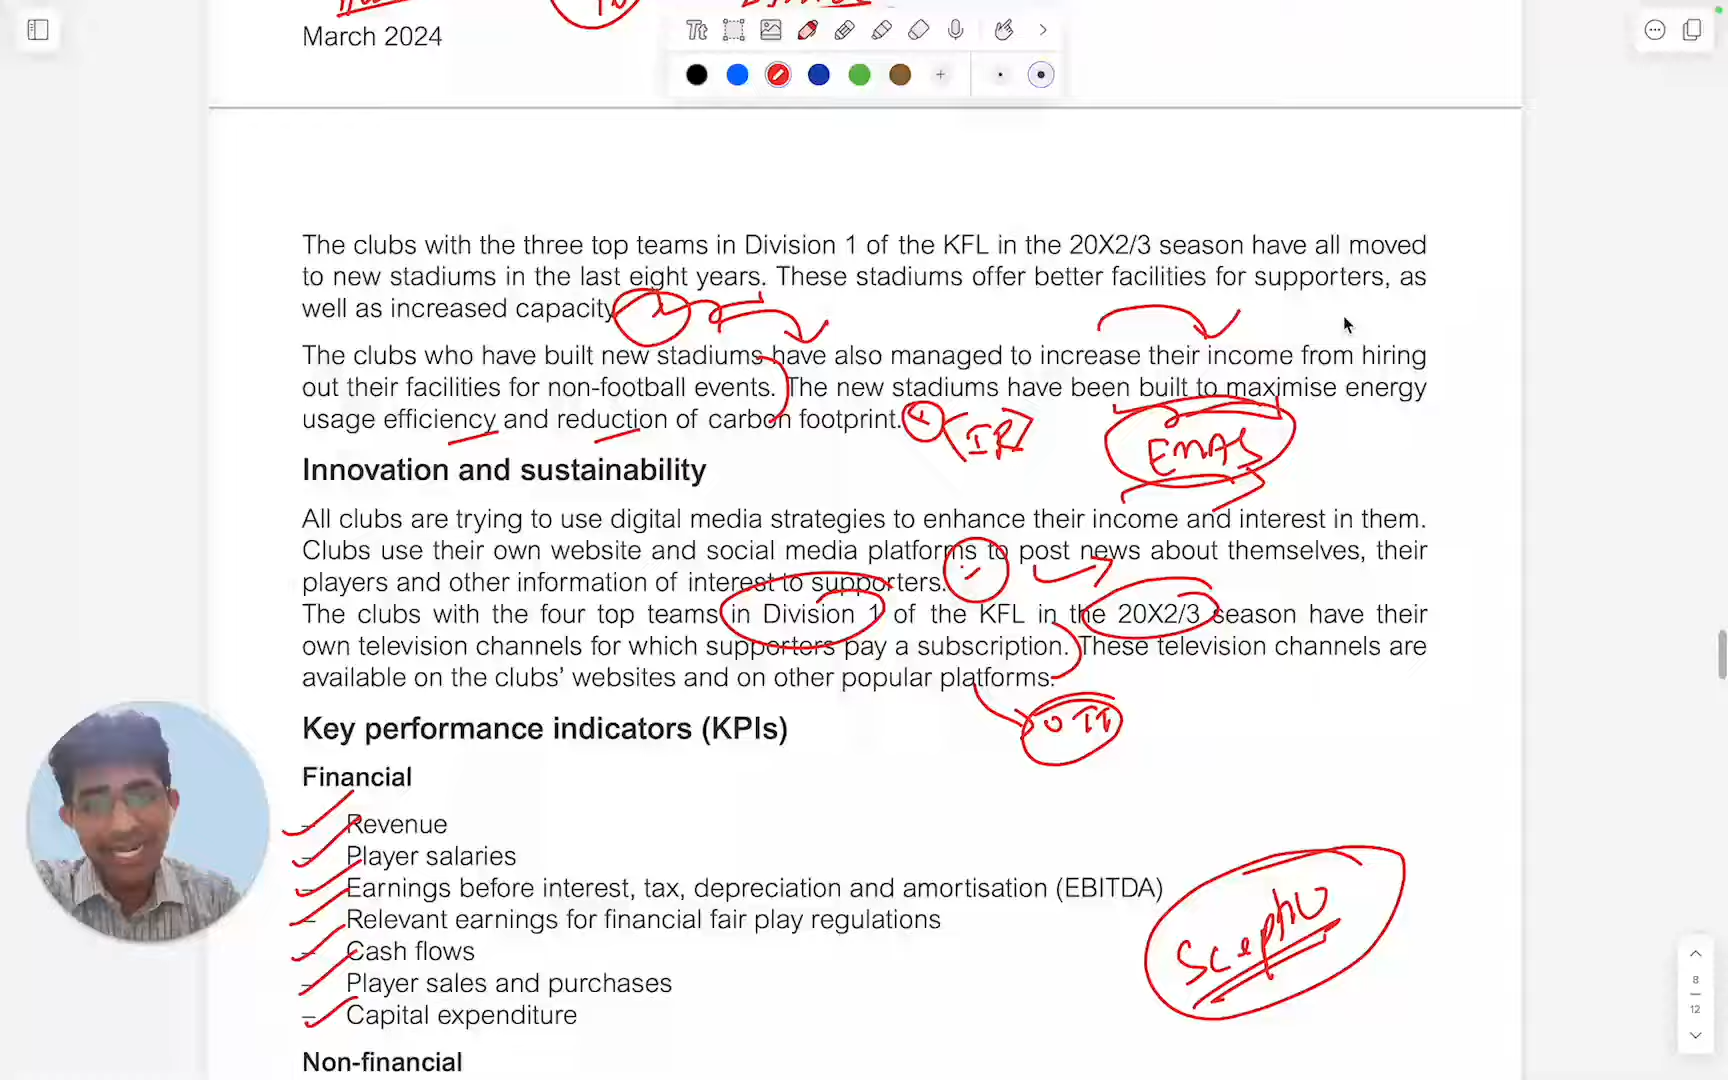 March 2024
Tt
The clubs with the three top teams in Division 1 of the KFL in the 20X2/3 season have all moved
to new stadiums in the last eight years. These stadiums offer better facilities for supporters, as
well as increased capacity
The clubs who have built new stadiums have also managed to increase their income from hiring
out their facilities for non-football events. The new stadiums have been built to maximise energy
usage efficiency and reduction of carbon footprint.
(IR)
EMAS
Innovation and sustainability
All clubs are trying to use digital media strategies to enhance their income and interest in them.
Clubs use their own website and social media platforms to post news about themselves, their
players and other information of interest to supporters.
The clubs with the four top teams in Division 1 of the KFL in the 20X2/3 season have their
own television channels for which supporters pay a subscription. These television channels are
available on the clubs’ websites and on other popular platforms.
OTT
Key performance indicators (KPIs)
Financial
– Revenue
– Player salaries
– Earnings before interest, tax, depreciation and amortisation (EBITDA)
– Relevant earnings for financial fair play regulations
– Cash flows
– Player sales and purchases
– Capital expenditure
Non-financial
8
12